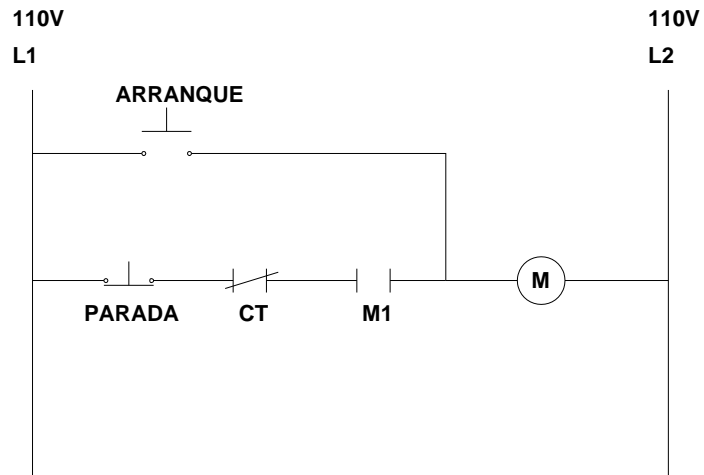 110V 110V
L1 L2
ARRANQUE
M
PARADA CT M1